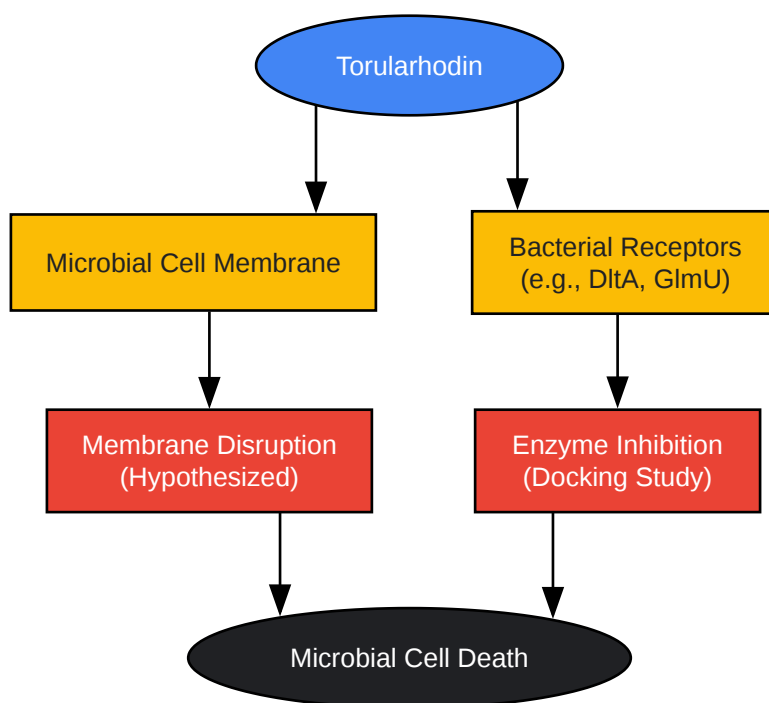 Torularhodin
Microbial Cell Membrane
Bacterial Receptors
(e.g., DltA, GlmU)
Membrane Disruption
(Hypothesized)
Enzyme Inhibition
(Docking Study)
Microbial Cell Death